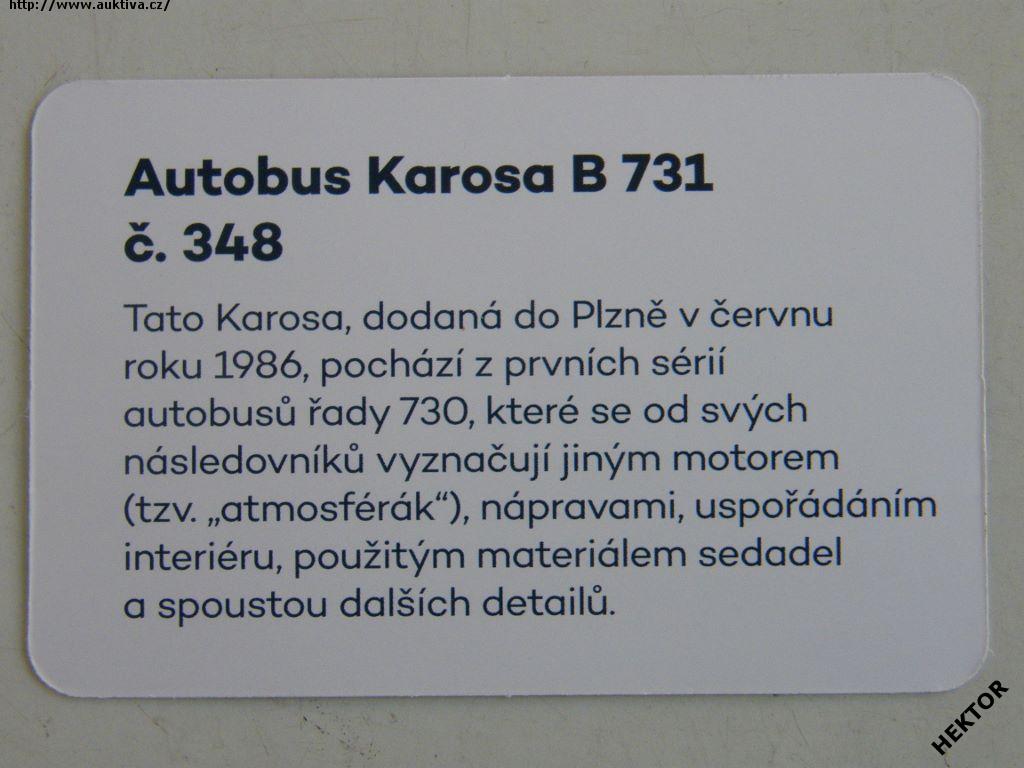 http://www.auktiva.cz/
Autobus Karosa B 731
č. 348
Tato Karosa, dodaná do Plzně v červnu
roku 1986, pochází z prvních sérií
autobusů řady 730, které se od svých
následovníků vyznačují jiným motorem
(tzv. „atmosférák“), nápravami, uspořádáním
interiéru, použitým materiálem sedadel
a spoustou dalších detailů.
HEKTOR